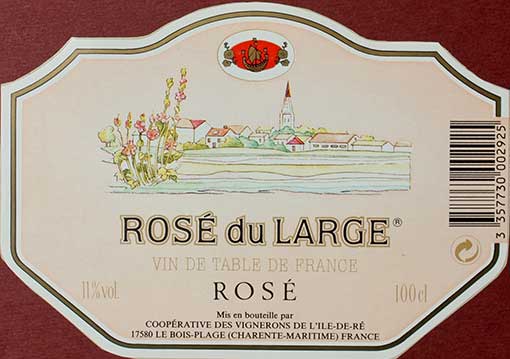 ROSÉ du LARGE®
VIN DE TABLE DE FRANCE
11% vol. ROSÉ 100 cl
Mis en bouteille par
COOPÉRATIVE DES VIGNERONS DE L'ILE-DE-RÉ
17580 LE BOIS-PLAGE (CHARENTE-MARITIME) FRANCE
3 357730 002925